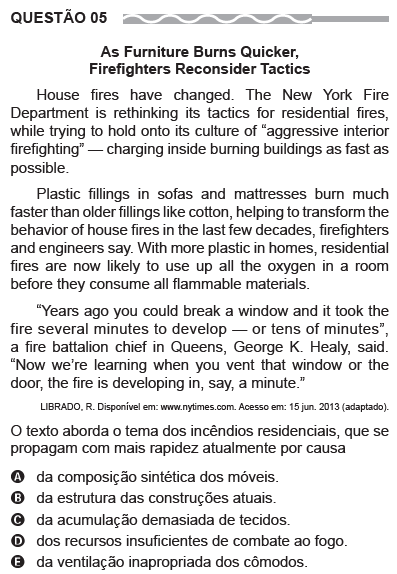 QUESTÃO 05
As Furniture Burns Quicker,
Firefighters Reconsider Tactics
House fires have changed. The New York Fire
Department is rethinking its tactics for residential fires,
while trying to hold onto its culture of “aggressive interior
firefighting” — charging inside burning buildings as fast as
possible.
Plastic fillings in sofas and mattresses burn much
faster than older fillings like cotton, helping to transform the
behavior of house fires in the last few decades, firefighters
and engineers say. With more plastic in homes, residential
fires are now likely to use up all the oxygen in a room
before they consume all flammable materials.
“Years ago you could break a window and it took the
fire several minutes to develop — or tens of minutes”,
a fire battalion chief in Queens, George K. Healy, said.
“Now we’re learning when you vent that window or the
door, the fire is developing in, say, a minute.”
LIBRADO, R. Disponível em: www.nytimes.com. Acesso em: 15 jun. 2013 (adaptado).
O texto aborda o tema dos incêndios residenciais, que se
propagam com mais rapidez atualmente por causa
A da composição sintética dos móveis.
B da estrutura das construções atuais.
C da acumulação demasiada de tecidos.
D dos recursos insuficientes de combate ao fogo.
E da ventilação inapropriada dos cômodos.